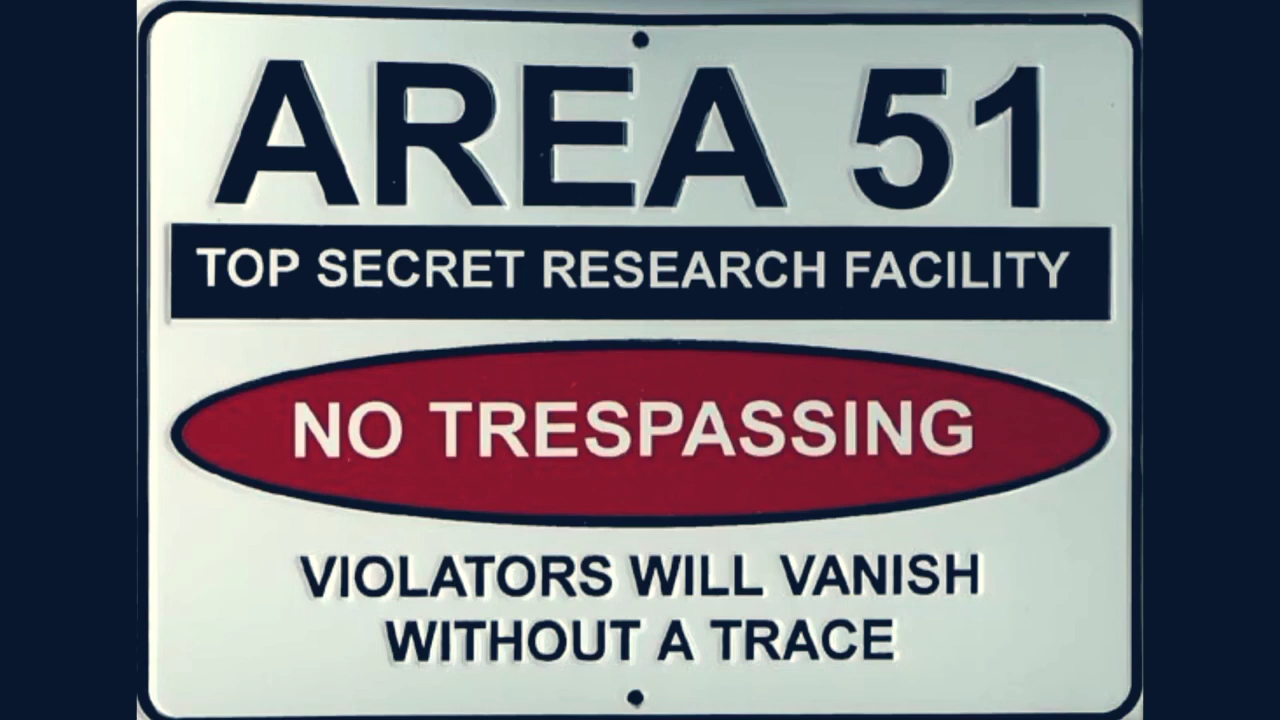 AREA 51
TOP SECRET RESEARCH FACILITY
NO TRESPASSING
VIOLATORS WILL VANISH
WITHOUT A TRACE